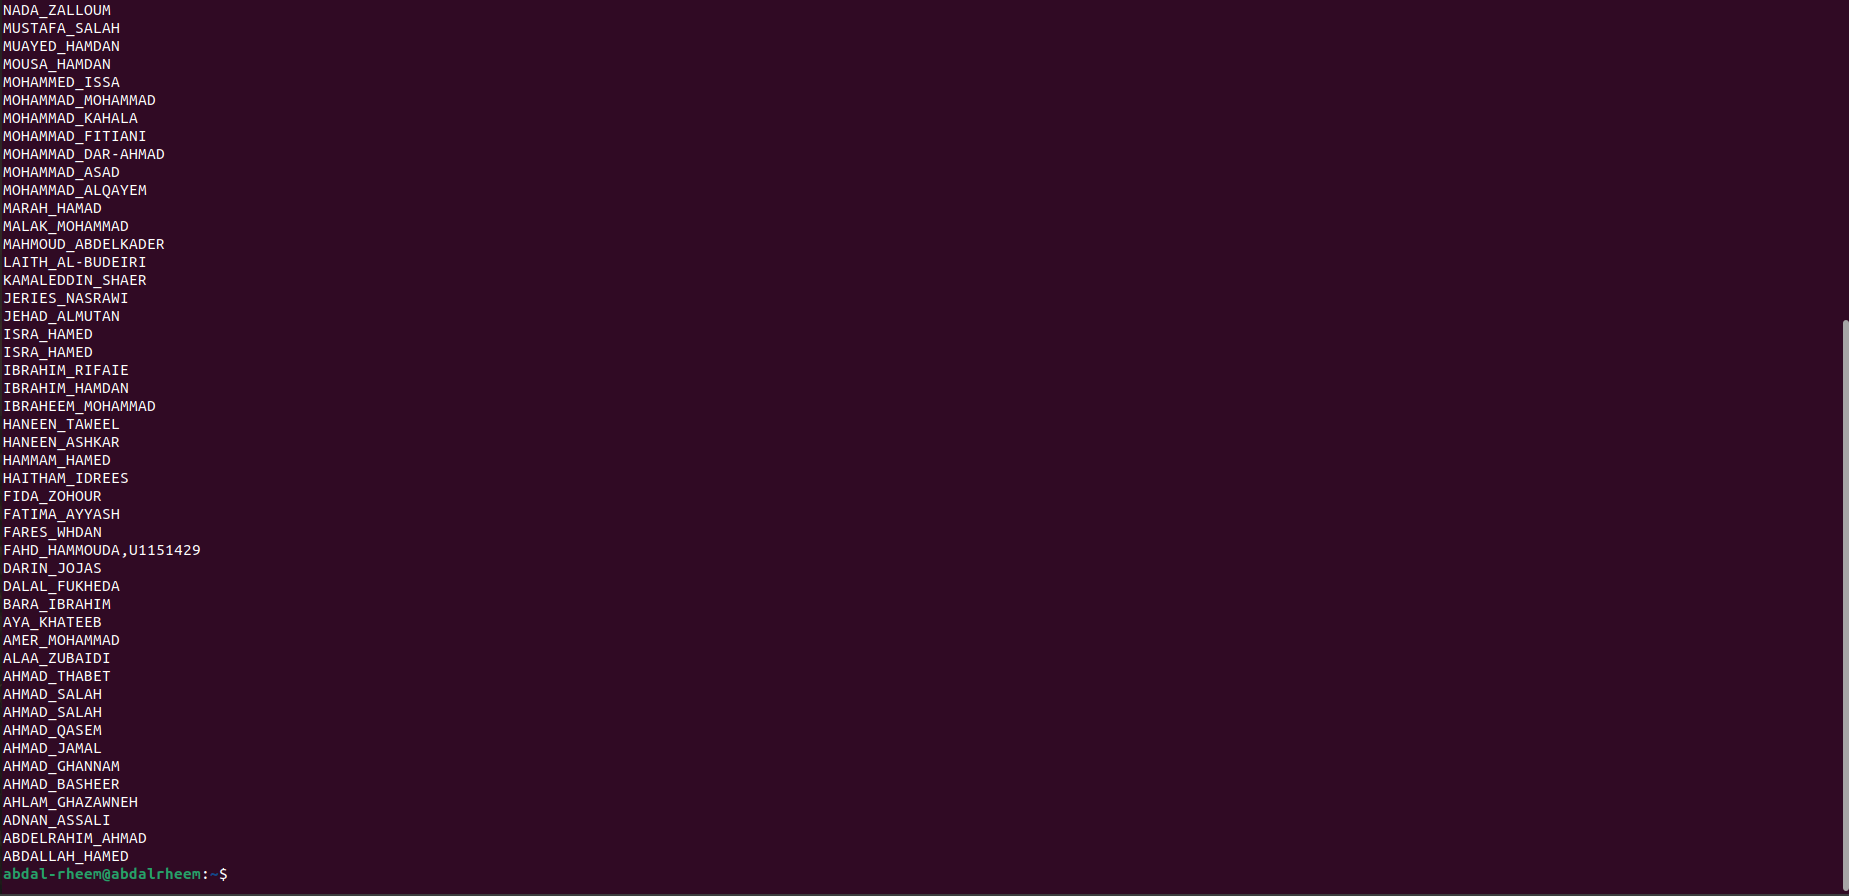 NADA_ZALLOUM
MUSTAFA_SALAH
MUAYED_HAMDAN
MOUSA_HAMDAN
MOHAMMED_ISSA
MOHAMMAD_MOHAMMAD
MOHAMMAD_KAHALA
MOHAMMAD_FITIANI
MOHAMMAD_DAR-AHMAD
MOHAMMAD_ASAD
MOHAMMAD_ALQAYEM
MARAH_HAMAD
MALAK_MOHAMMAD
MAHMOUD_ABDELKADER
LAITH_AL-BUDEIRI
KAMALEDDIN_SHAER
JERIES_NASRAWI
JEHAD_ALMUTAN
ISRA_HAMED
ISRA_HAMED
IBRAHIM_RIFAIE
IBRAHIM_HAMDAN
IBRAHEEM_MOHAMMAD
HANEEN_TAWEEL
HANEEN_ASHKAR
HAMMAM_HAMED
HAITHAM_IDREES
FIDA_ZOHOUR
FATIMA_AYYASH
FARES_WHDAN
FAHD_HAMMOUDA,U1151429
DARIN_JOJAS
DALAL_FUKHEDA
BARA_IBRAHIM
AYA_KHATEEB
AMER_MOHAMMAD
ALAA_ZUBAIDI
AHMAD_THABET
AHMAD_SALAH
AHMAD_SALAH
AHMAD_QASEM
AHMAD_JAMAL
AHMAD_GHANNAM
AHMAD_BASHEER
AHLAM_GHAZAWNEH
ADNAN_ASSALI
ABDELRAHIM_AHMAD
ABDALLAH_HAMED
abdal-rheem@abdalrheem:~$